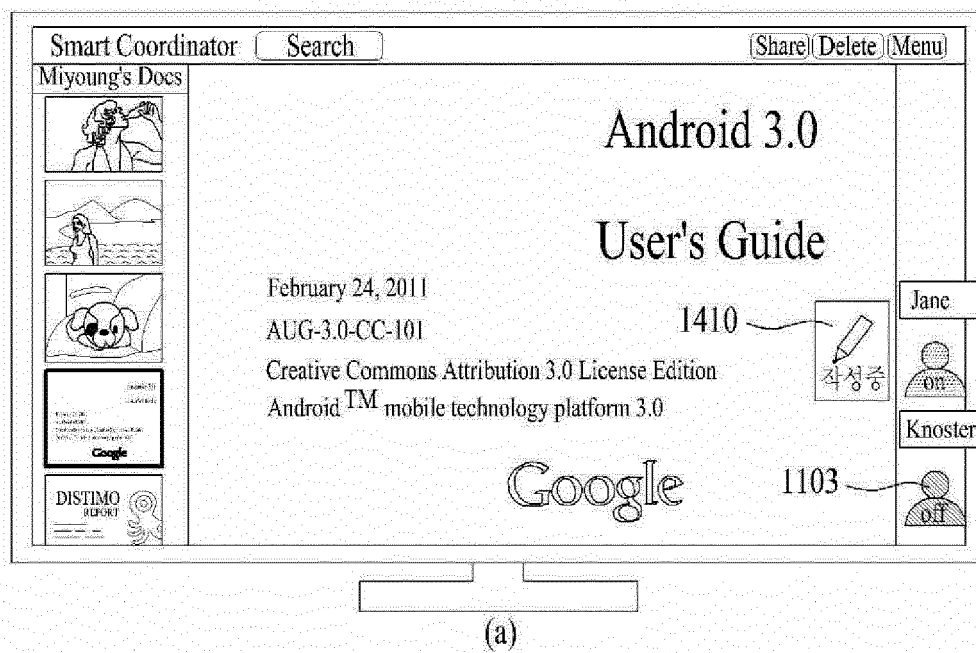 Smart Coordinator Search Share Delete Menu
Miyoung's Docs
Android 3.0
User's Guide
February 24, 2011
AUG-3.0-CC-101
Creative Commons Attribution 3.0 License Edition
Android TM mobile technology platform 3.0
Google
1410
작성중
Jane
on
Knoster
1103
off
Google
DISTIMO
REPORT
(a)